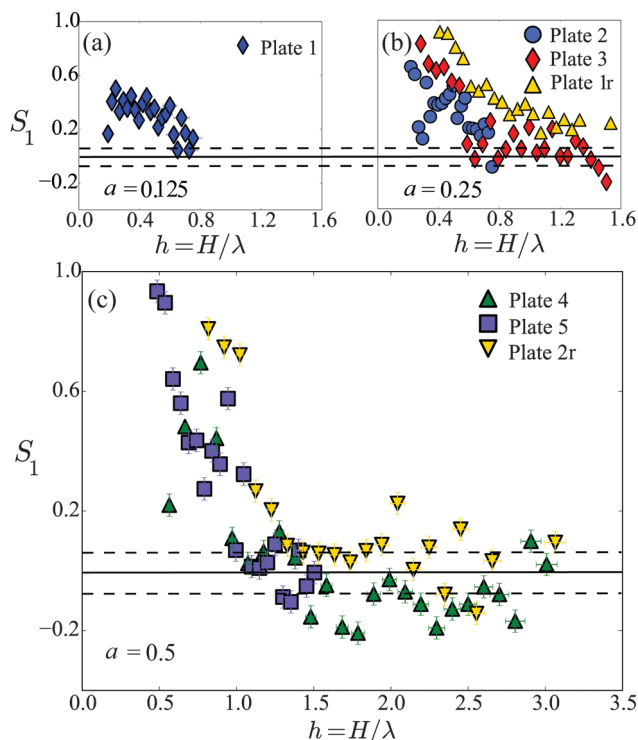 (a)
Plate 1
1.0
0.6
0.2
−0.2
S1
a = 0.125
0.0 0.4 0.8 1.2 1.6
h = H/λ
(b)
Plate 2
Plate 3
Plate 1r
a = 0.25
0.0 0.4 0.8 1.2 1.6
h = H/λ
(c)
Plate 4
Plate 5
Plate 2r
1.0
0.6
0.2
−0.2
S1
a = 0.5
0.0 0.5 1.0 1.5 2.0 2.5 3.0 3.5
h = H/λ